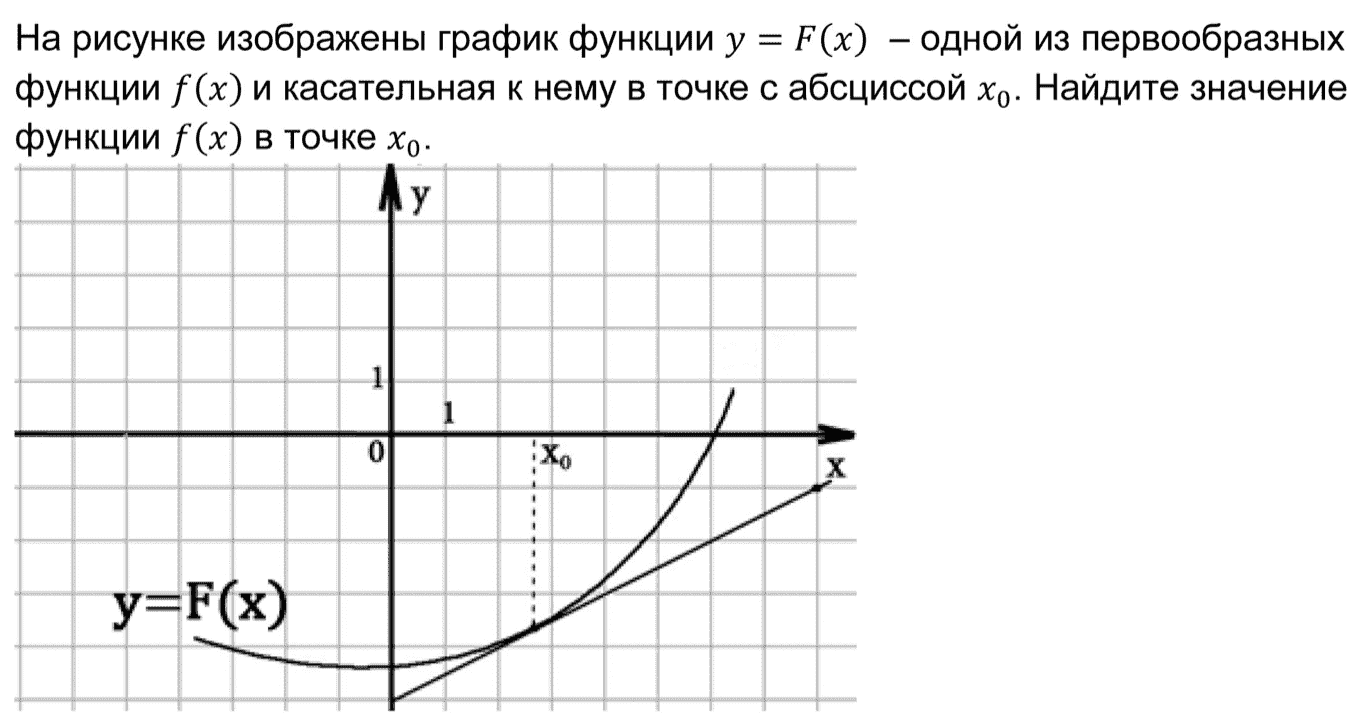 На рисунке изображены график функции y = F(x) – одной из первообразных
функции f(x) и касательная к нему в точке с абсциссой x₀. Найдите значение
функции f(x) в точке x₀.
y
1
1
0
x₀
x
y=F(x)